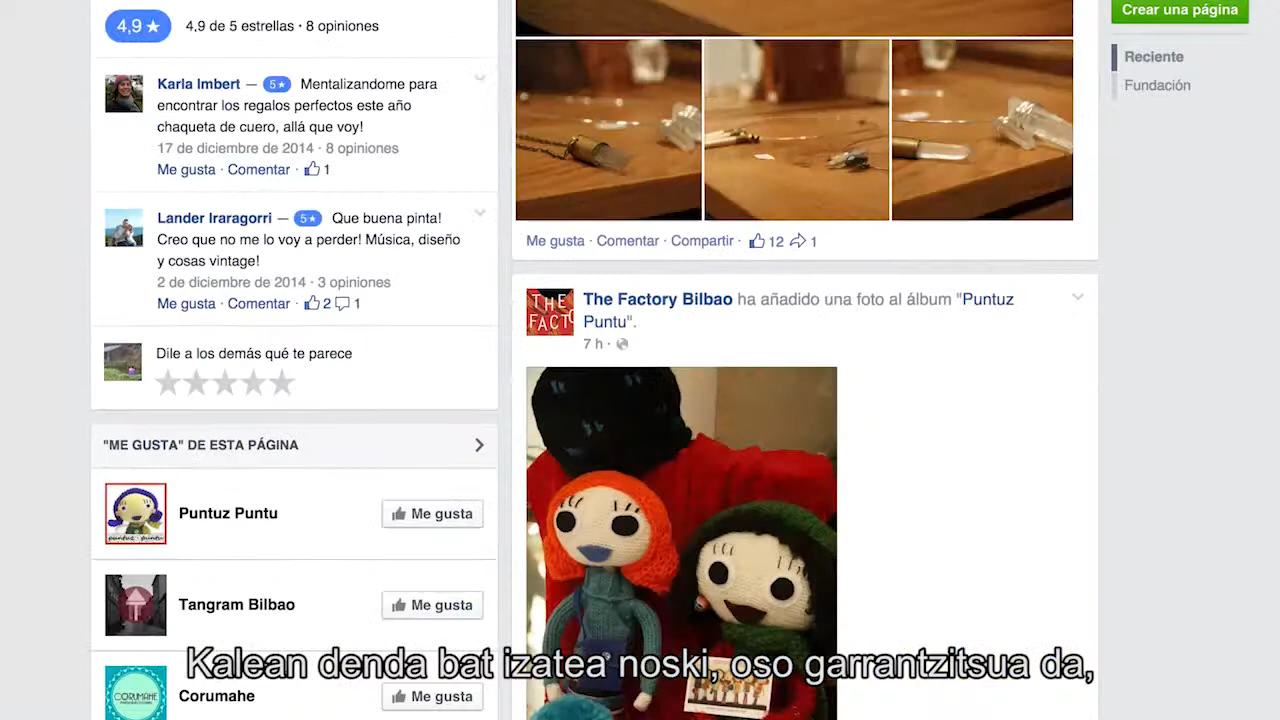 4,9 ★ 4,9 de 5 estrellas · 8 opiniones
Karla Imbert — 5★ Mentalizandome para
encontrar los regalos perfectos este año
chaqueta de cuero, allá que voy!
17 de diciembre de 2014 · 8 opiniones
Me gusta · Comentar · 1
Lander Iraragorri — 5★ Que buena pinta!
Creo que no me lo voy a perder! Música, diseño
y cosas vintage!
2 de diciembre de 2014 · 3 opiniones
Me gusta · Comentar · 2 1
Dile a los demás qué te parece
"ME GUSTA" DE ESTA PÁGINA
Puntuz Puntu Me gusta
puntuz · puntu
Tangram Bilbao Me gusta
Corumahe Me gusta
CORUMAHE
Me gusta · Comentar · Compartir · 12 1
THE
FACTO
The Factory Bilbao ha añadido una foto al álbum "Puntuz
Puntu".
7 h ·
Crear una página
Reciente
Fundación
Kalean denda bat izatea noski, oso garrantzitsua da,